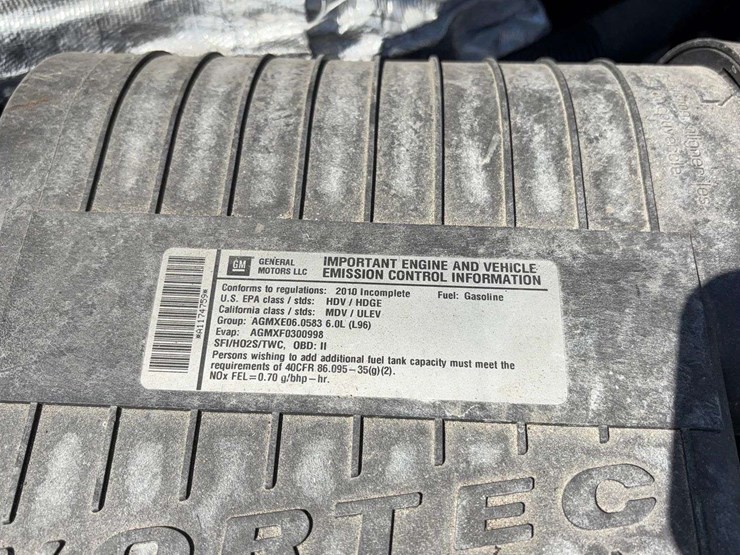 GM GENERAL MOTORS LLC
IMPORTANT ENGINE AND VEHICLE
EMISSION CONTROL INFORMATION
Conforms to regulations: 2010 Incomplete Fuel: Gasoline
U.S. EPA class / stds: HDV / HDGE
California class / stds: MDV / ULEV
Group: AGMXE06.0583 6.0L (L96)
Evap: AGMXF0300998
SFI/HO2S/TWC, OBD: II
Persons wishing to add additional fuel tank capacity must meet the
requirements of 40CFR 86.095–35(g)(2).
NOx FEL=0.70 g/bhp–hr.
*A1174759*
VORTEC